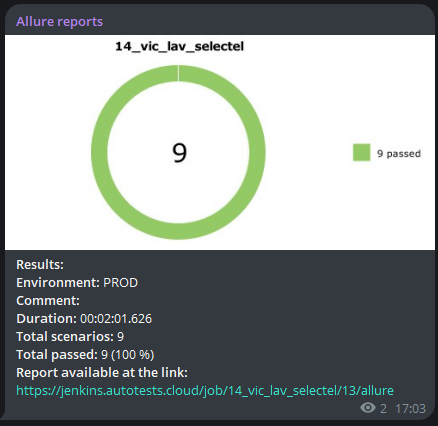 Allure reports
14_vic_lav_selectel
9
9 passed
Results:
Environment: PROD
Comment:
Duration: 00:02:01.626
Total scenarios: 9
Total passed: 9 (100 %)
Report available at the link:
https://jenkins.autotests.cloud/job/14_vic_lav_selectel/13/allure
2 17:03